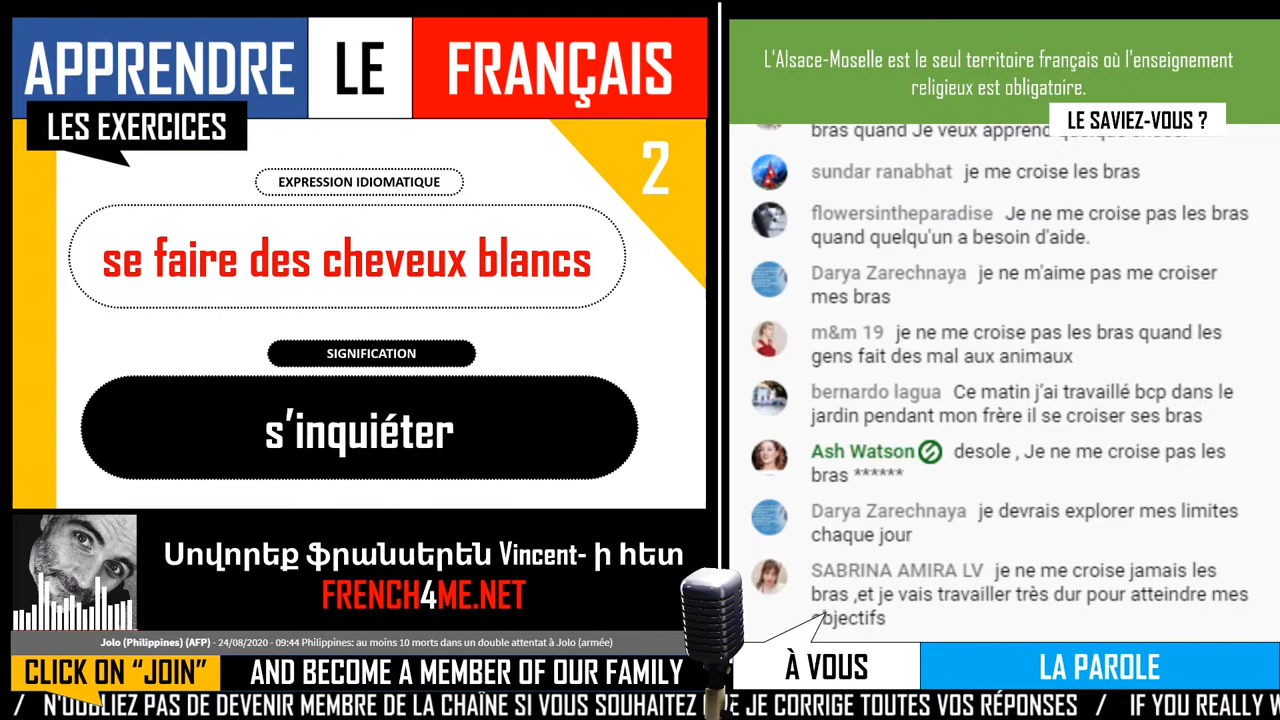 APPRENDRE LE FRANÇAIS
LES EXERCICES
2
EXPRESSION IDIOMATIQUE
se faire des cheveux blancs
SIGNIFICATION
s'inquiéter
Սովորեք ֆրանսերեն Vincent- ի հետ
FRENCH4ME.NET
Jolo (Philippines) (AFP) - 24/08/2020 - 09:44 Philippines: au moins 10 morts dans un double attentat à Jolo (armée)
CLICK ON “JOIN” AND BECOME A MEMBER OF OUR FAMILY
L'Alsace-Moselle est le seul territoire français où l'enseignement
religieux est obligatoire.
LE SAVIEZ-VOUS ?
bras quand Je veux apprend
sundar ranabhat je me croise les bras
flowersintheparadise Je ne me croise pas les bras
quand quelqu'un a besoin d'aide.
Darya Zarechnaya je ne m'aime pas me croiser
mes bras
m&m 19 je ne me croise pas les bras quand les
gens fait des mal aux animaux
bernardo lagua Ce matin j’ai travaillé bcp dans le
jardin pendant mon frère il se croiser ses bras
Ash Watson desole , Je ne me croise pas les
bras ******
Darya Zarechnaya je devrais explorer mes limites
chaque jour
SABRINA AMIRA LV je ne me croise jamais les
bras ,et je vais travailler très dur pour atteindre mes
bjectifs
À VOUS LA PAROLE
/ N'OUBLIEZ PAS DE DEVENIR MEMBRE DE LA CHAÎNE SI VOUS SOUHAITEZ E JE CORRIGE TOUTES VOS RÉPONSES / IF YOU REALLY W